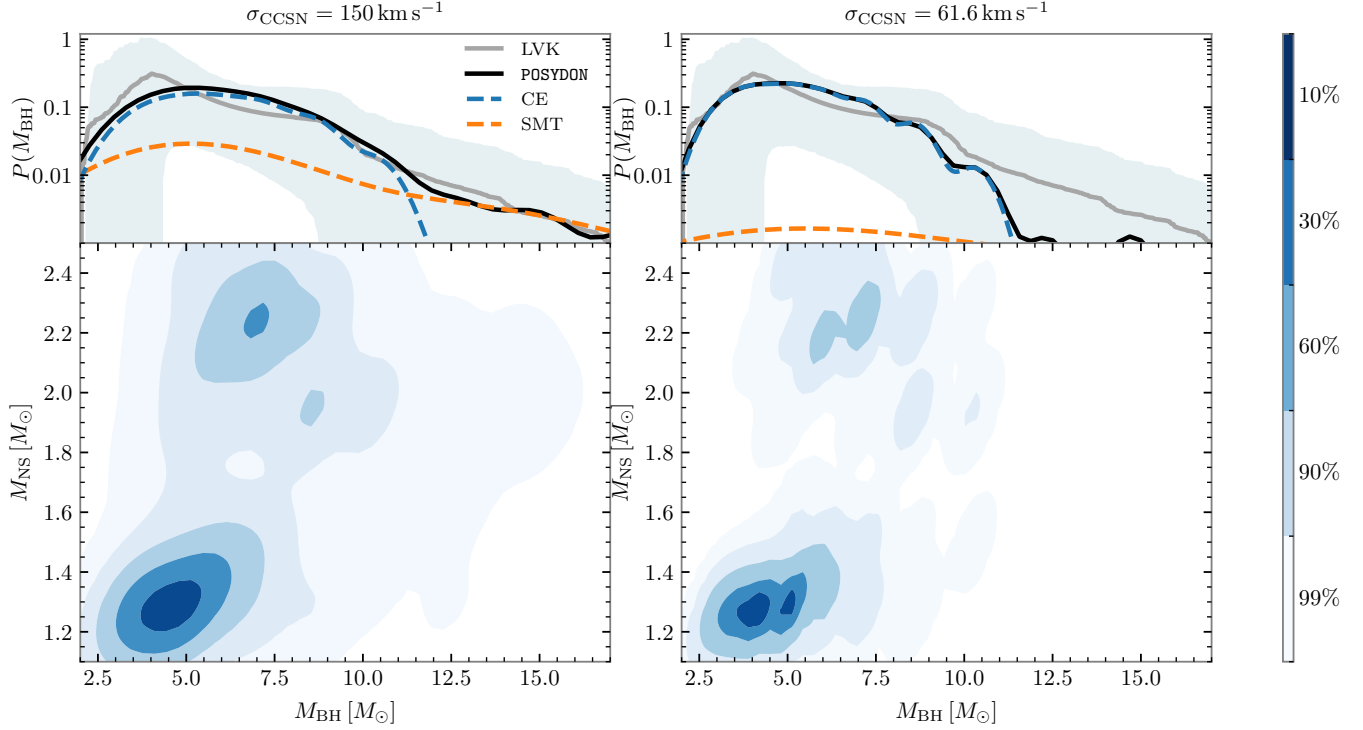 σ_CCSN = 150 km s⁻¹
σ_CCSN = 61.6 km s⁻¹
1
0.1
0.01
P(M_BH)
LVK
POSYDON
CE
SMT
1
0.1
0.01
P(M_BH)
2.4
2.2
2.0
1.8
1.6
1.4
1.2
M_NS [M_⊙]
2.5 5.0 7.5 10.0 12.5 15.0
M_BH [M_⊙]
2.4
2.2
2.0
1.8
1.6
1.4
1.2
M_NS [M_⊙]
2.5 5.0 7.5 10.0 12.5 15.0
M_BH [M_⊙]
10%
30%
60%
90%
99%